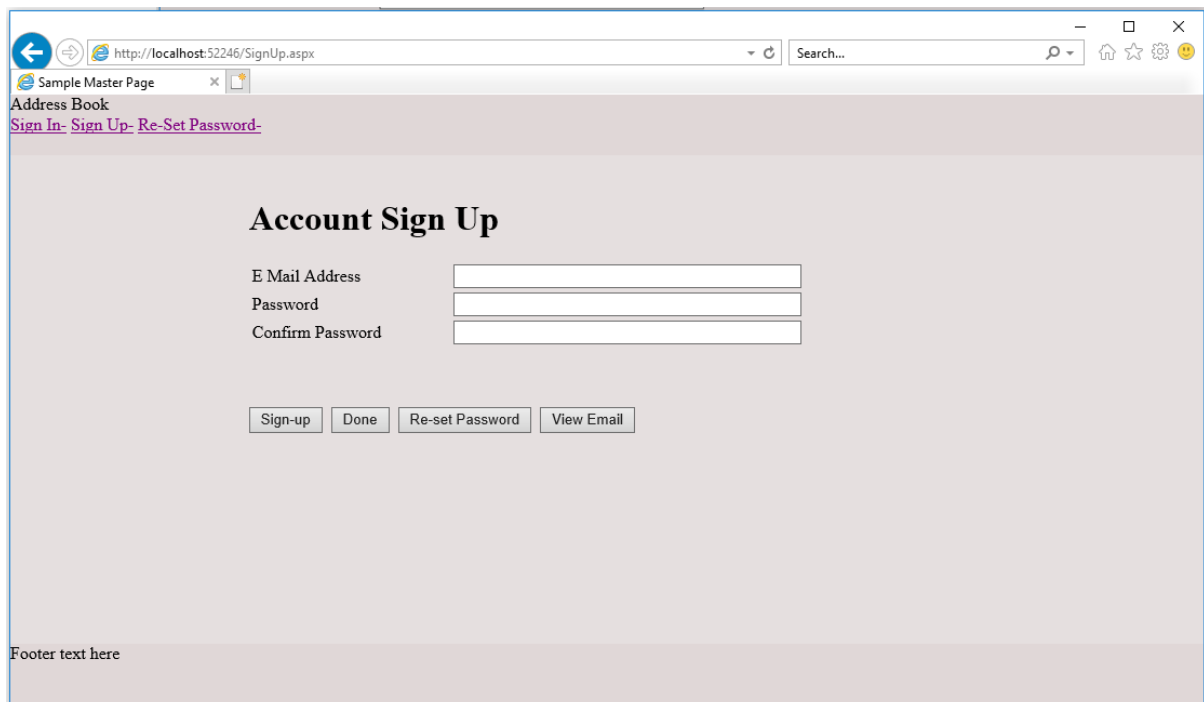 http://localhost:52246/SignUp.aspx
Search...
Sample Master Page
Address Book
Sign In- Sign Up- Re-Set Password-
Account Sign Up
E Mail Address
Password
Confirm Password
Sign-up Done Re-set Password View Email
Footer text here